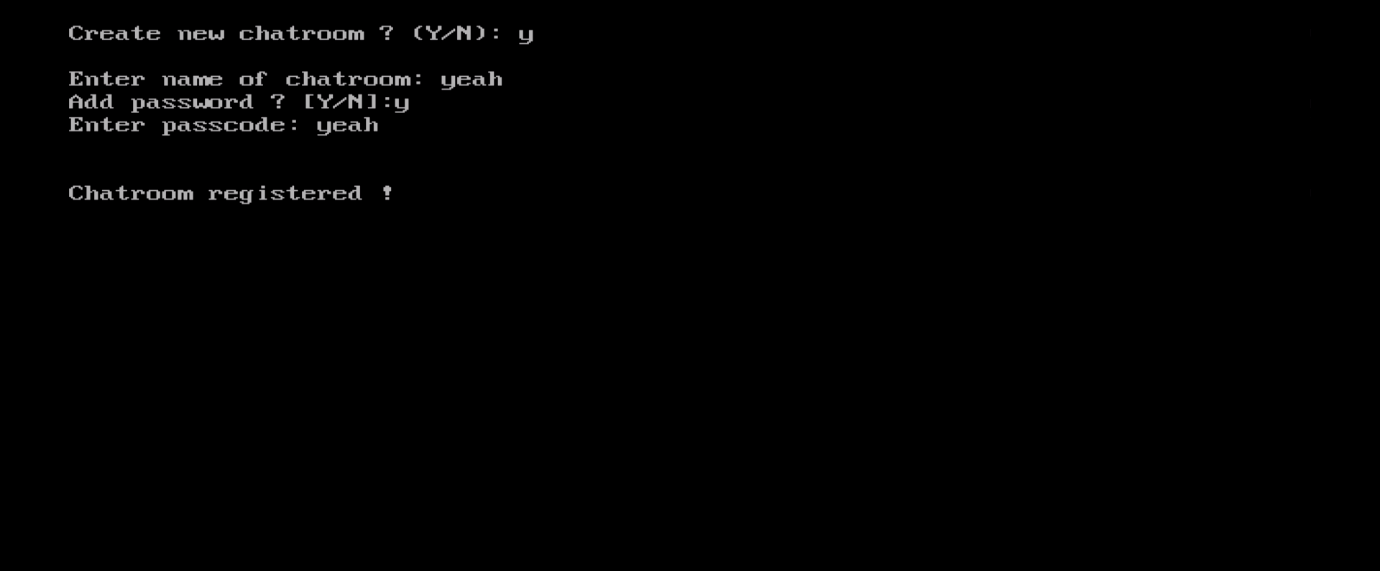 Create new chatroom ? (Y/N): y
Enter name of chatroom: yeah
Add password ? [Y/N]:y
Enter passcode: yeah
Chatroom registered !